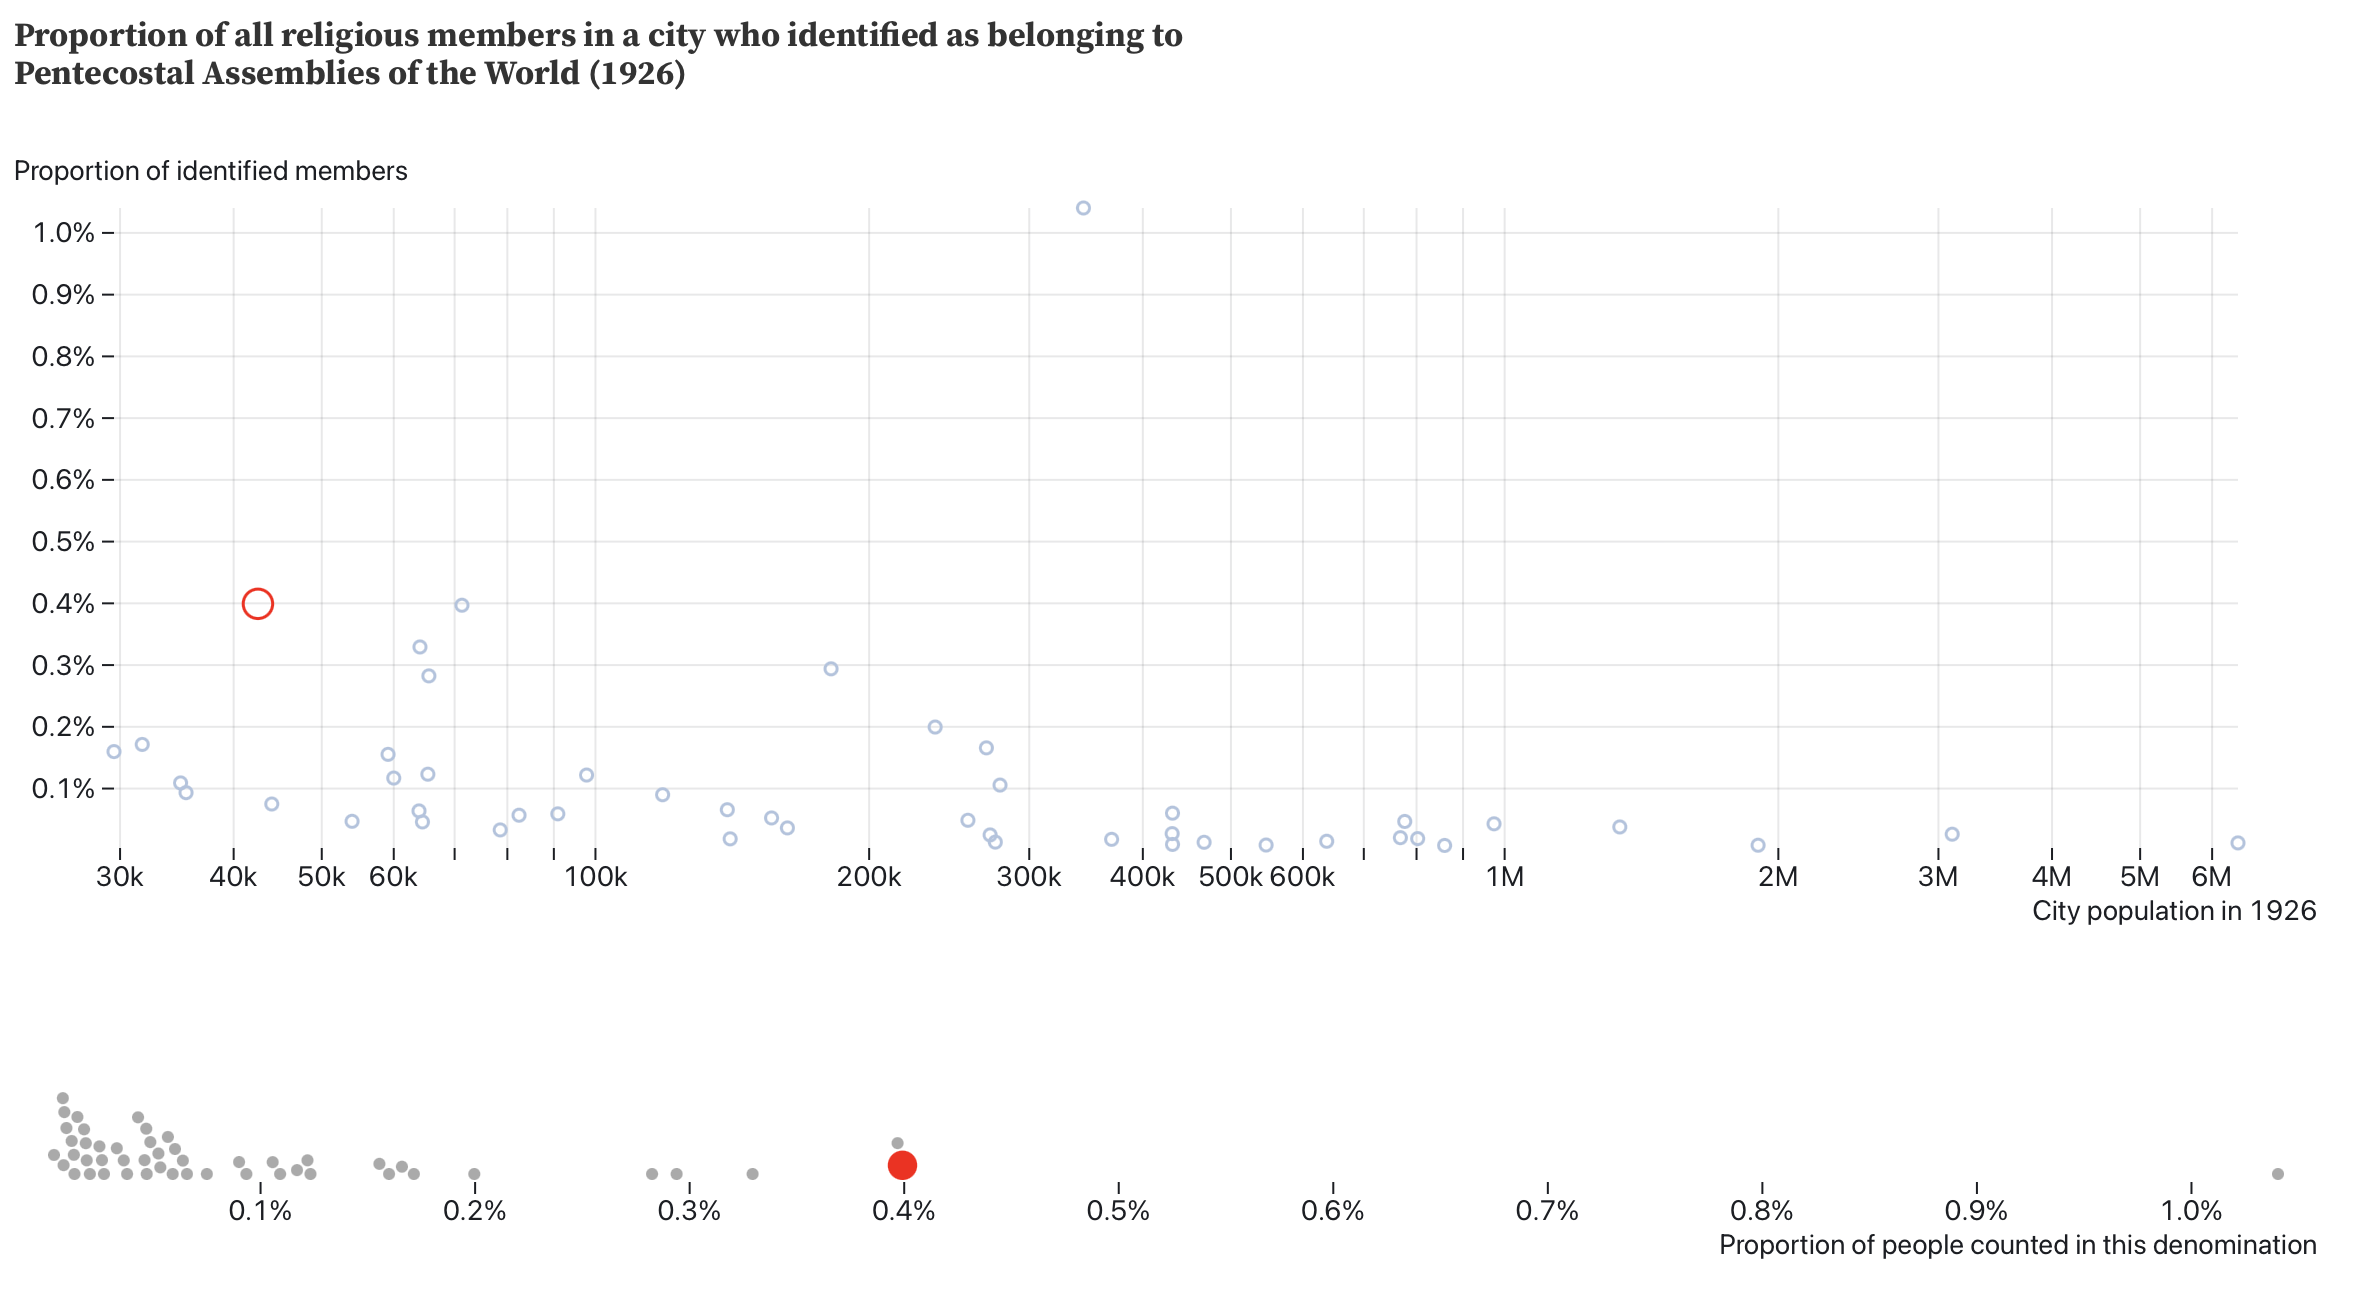 Proportion of all religious members in a city who identified as belonging to
Pentecostal Assemblies of the World (1926)
Proportion of identified members
1.0%
0.9%
0.8%
0.7%
0.6%
0.5%
0.4%
0.3%
0.2%
0.1%
30k 40k 50k 60k 100k 200k 300k 400k 500k 600k 1M 2M 3M 4M 5M 6M
City population in 1926
0.1% 0.2% 0.3% 0.4% 0.5% 0.6% 0.7% 0.8% 0.9% 1.0%
Proportion of people counted in this denomination